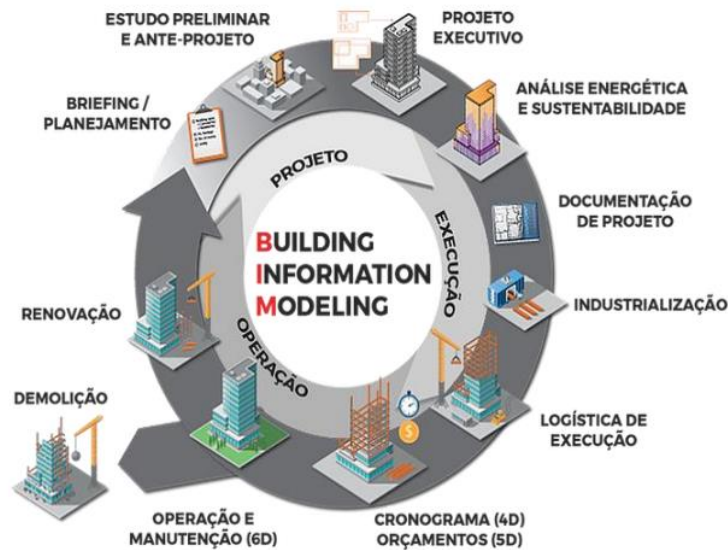 ESTUDO PRELIMINAR
E ANTE-PROJETO
PROJETO
EXECUTIVO
BRIEFING /
PLANEJAMENTO
ANÁLISE ENERGÉTICA
E SUSTENTABILIDADE
DOCUMENTAÇÃO
DE PROJETO
INDUSTRIALIZAÇÃO
LOGÍSTICA DE
EXECUÇÃO
CRONOGRAMA (4D)
ORÇAMENTOS (5D)
OPERAÇÃO E
MANUTENÇÃO (6D)
DEMOLIÇÃO
RENOVAÇÃO
PROJETO
EXECUÇÃO
OPERAÇÃO
BUILDING
INFORMATION
MODELING
$